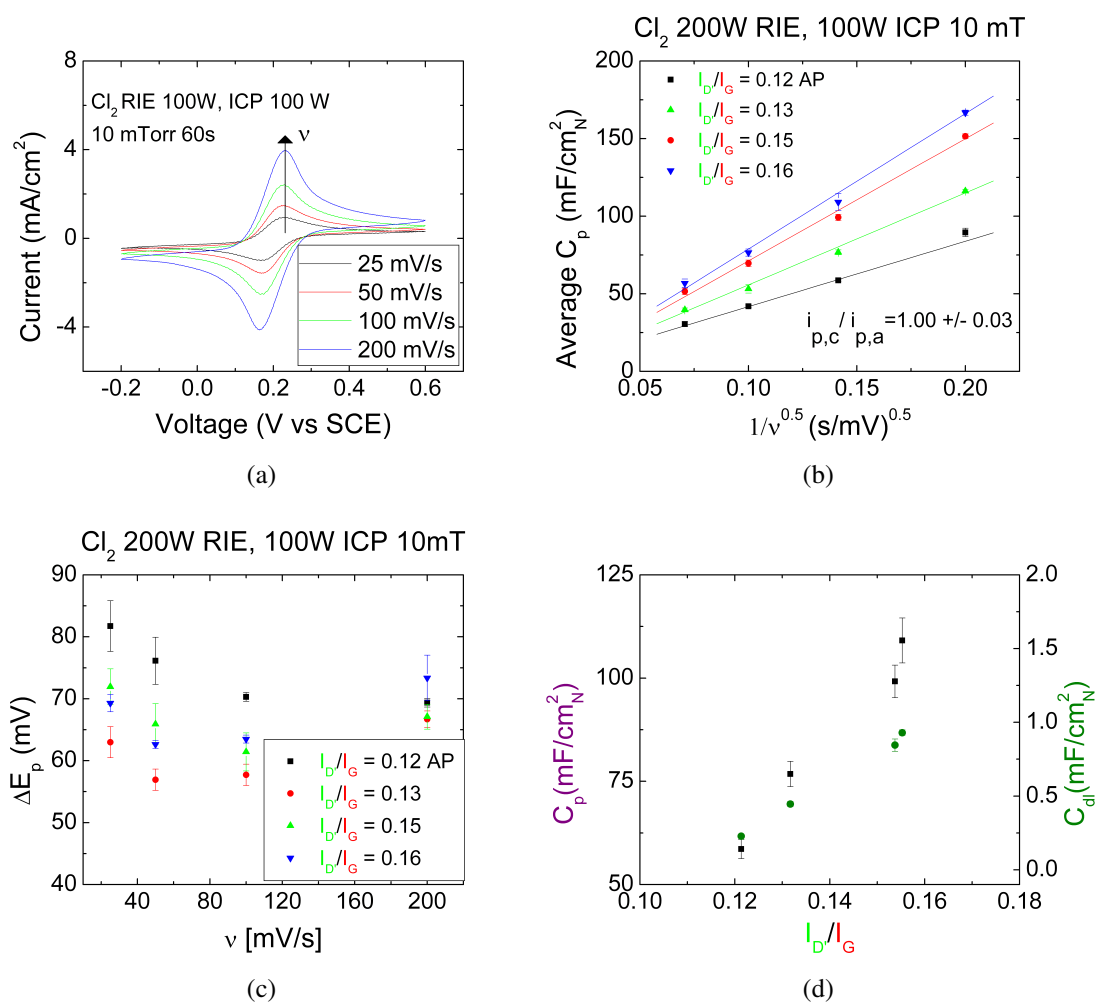 Cl2 RIE 100W, ICP 100 W
10 mTorr 60s
ν
8
4
0
-4
Current (mA/cm²)
25 mV/s
50 mV/s
100 mV/s
200 mV/s
-0.2 0.0 0.2 0.4 0.6
Voltage (V vs SCE)
(a)
Cl2 200W RIE, 100W ICP 10 mT
200
150
100
50
0
Average Cp (mF/cm²N)
ID'/IG = 0.12 AP
ID'/IG = 0.13
ID'/IG = 0.15
ID'/IG = 0.16
ip,c/ ip,a =1.00 +/- 0.03
0.05 0.10 0.15 0.20
1/ν^0.5 (s/mV)^0.5
(b)
Cl2 200W RIE, 100W ICP 10mT
90
80
70
60
50
40
ΔEp (mV)
ID'/IG = 0.12 AP
ID'/IG = 0.13
ID'/IG = 0.15
ID'/IG = 0.16
40 80 120 160 200
ν [mV/s]
(c)
125
100
75
50
Cp(mF/cm²N)
2.0
1.5
1.0
0.5
0.0
Cdl(mF/cm²N)
0.10 0.12 0.14 0.16 0.18
ID'/IG
(d)